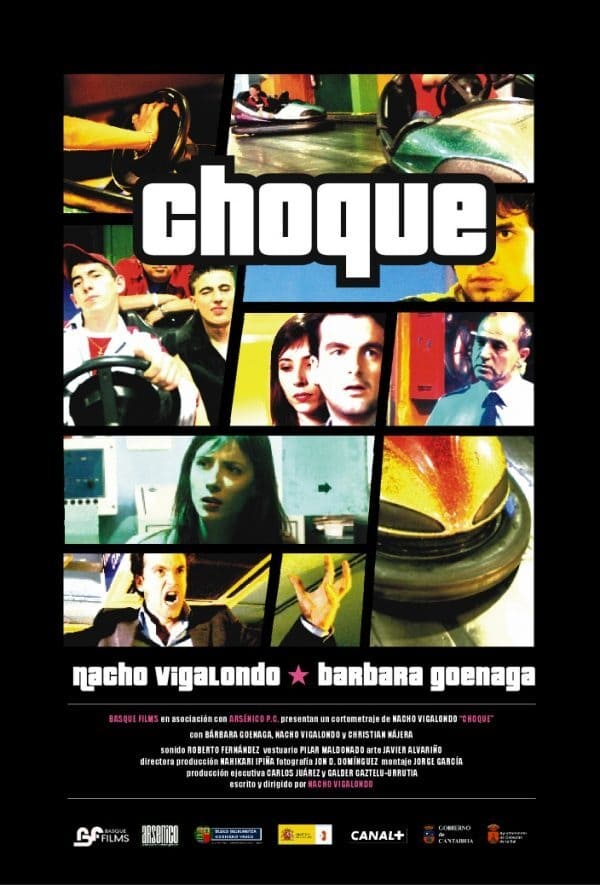 choque
nacho vigalondo ★ barbara goenaga
BASQUE FILMS en asociación con ARSÉNICO P.C. presentan un cortometraje de NACHO VIGALONDO "CHOQUE"
con BÁRBARA GOENAGA, NACHO VIGALONDO y CHRISTIAN NÁJERA
sonido ROBERTO FERNÁNDEZ vestuario PILAR MALDONADO arte JAVIER ALVARIÑO
directora producción NAHIKARI IPIÑA fotografía JON D. DOMÍNGUEZ montaje JORGE GARCÍA
producción ejecutiva CARLOS JUÁREZ y GALDER GAZTELU-URRUTIA
escrito y dirigido por NACHO VIGALONDO
BASQUE FILMS
arsenico
CANAL+
GOBIERNO de CANTABRIA